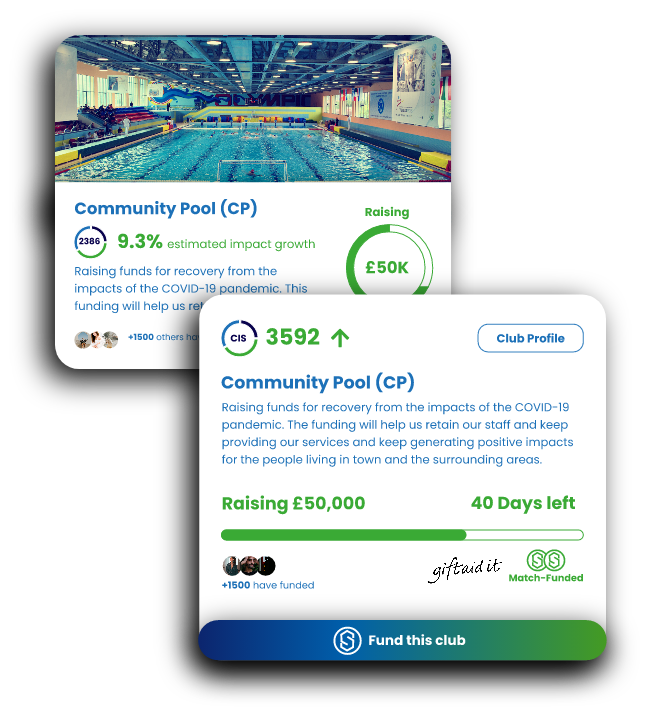 Community Pool (CP)
Raising
2386
9.3% estimated impact growth
£50K
Raising funds for recovery from the
impacts of the COVID-19 pandemic. This
funding will help us ret
+1500 others hav
CIS
3592
Club Profile
Community Pool (CP)
Raising funds for recovery from the impacts of the COVID-19
pandemic. The funding will help us retain our staff and keep
providing our services and keep generating positive impacts
for the people living in town and the surrounding areas.
Raising £50,000
40 Days left
giftaid it
Match-Funded
+1500 have funded
Fund this club